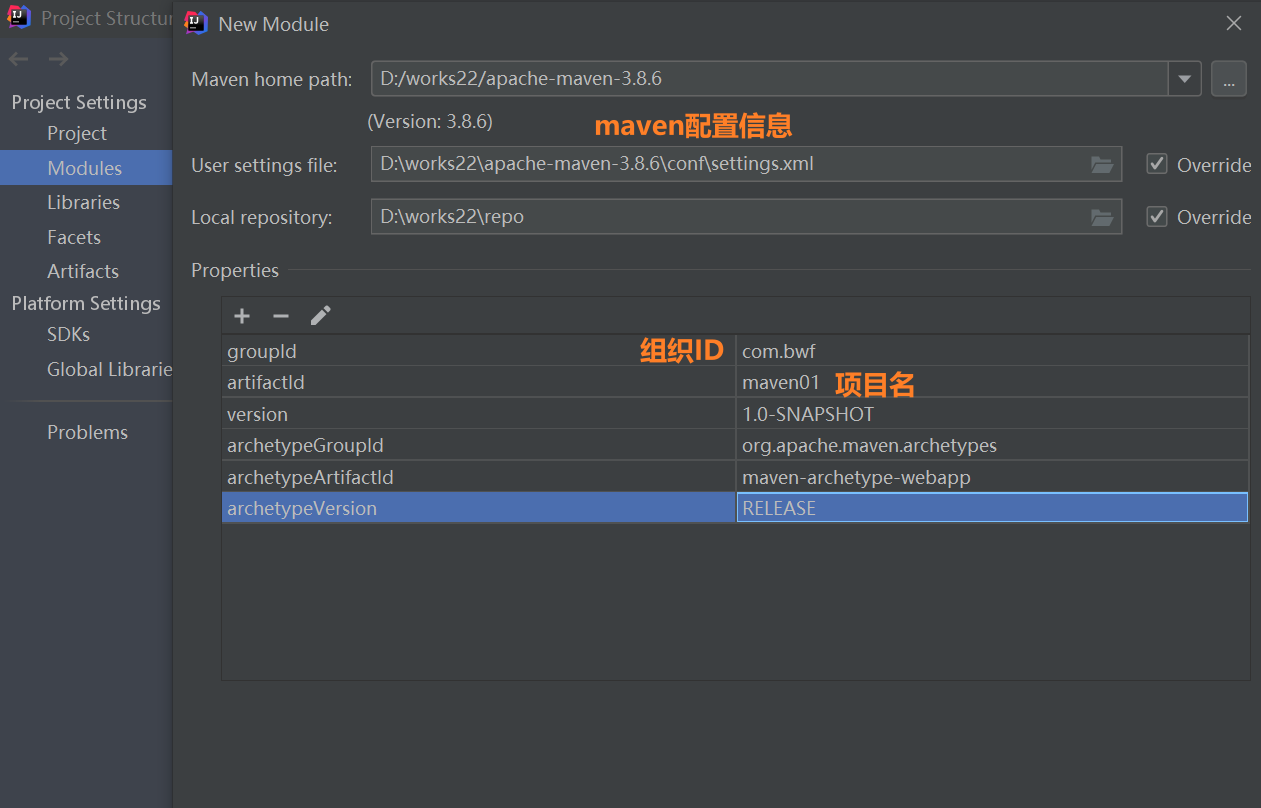 Project Structur
New Module
Maven home path: D:/works22/apache-maven-3.8.6 ...
(Version: 3.8.6)
maven配置信息
Project Settings
Project
Modules
Libraries
Facets
Artifacts
Platform Settings
SDKs
Global Librarie
Problems
User settings file: D:\works22\apache-maven-3.8.6\conf\settings.xml Override
Local repository: D:\works22\repo Override
Properties
groupId 组织ID com.bwf
artifactId maven01 项目名
version 1.0-SNAPSHOT
archetypeGroupId org.apache.maven.archetypes
archetypeArtifactId maven-archetype-webapp
archetypeVersion RELEASE